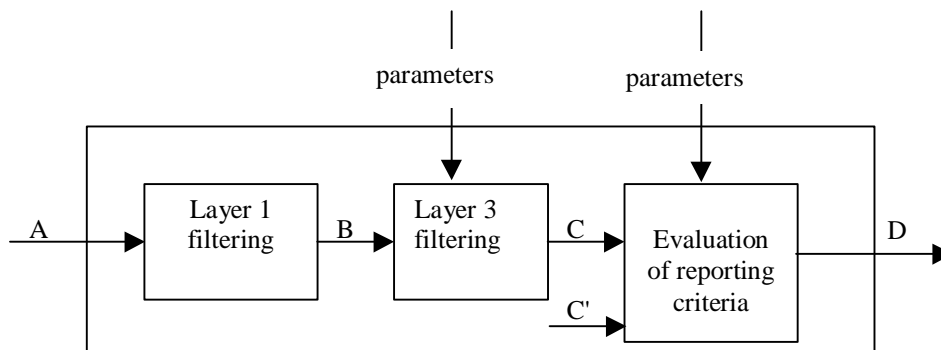 parameters
parameters
Layer 1
filtering
Layer 3
filtering
A
B
C
D
Evaluation
of reporting
criteria
C'